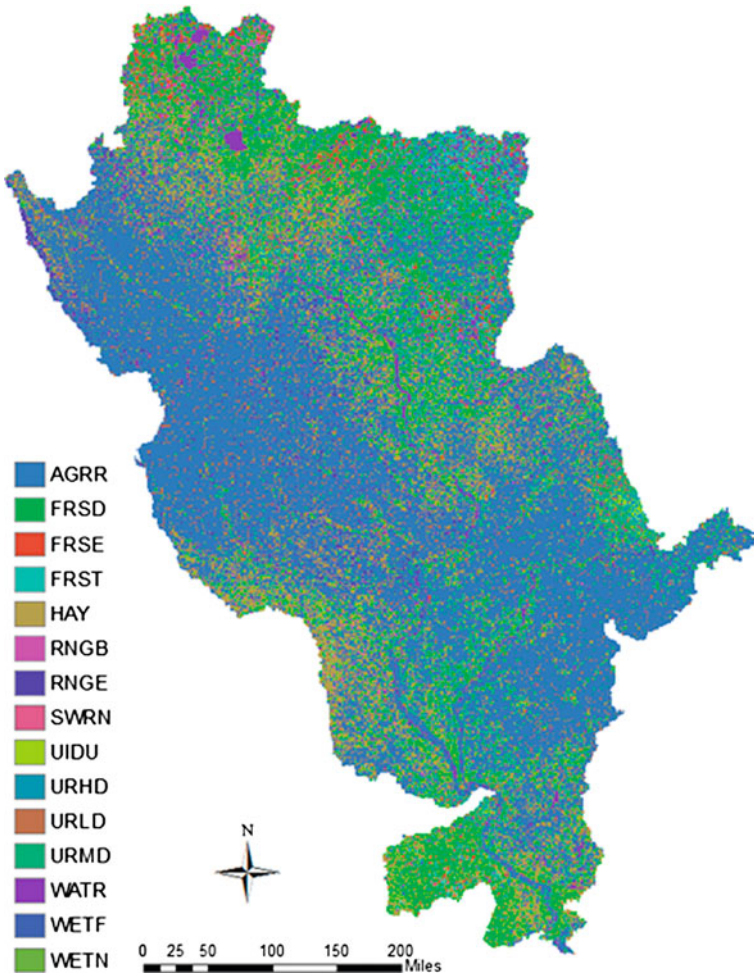 AGRR
FRSD
FRSE
FRST
HAY
RNGB
RNGE
SWRN
UIDU
URHD
URLD
URMD
WATR
WETF
WETN
N
0 25 50 100 150 200
Miles